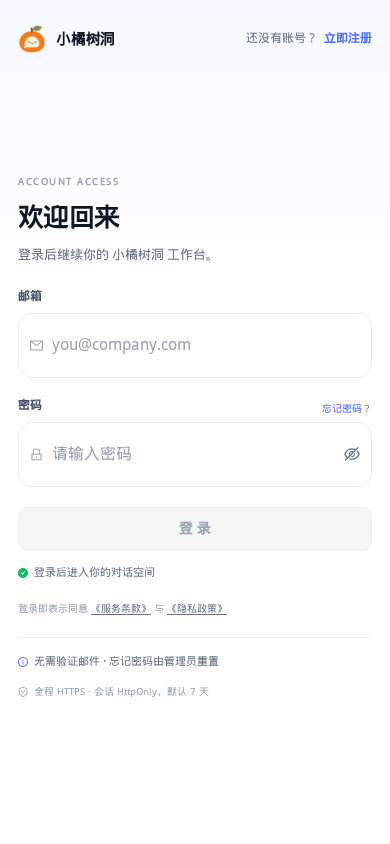 小橘树洞
还没有账号？ 立即注册
ACCOUNT ACCESS
欢迎回来
登录后继续你的 小橘树洞 工作台。
邮箱
you@company.com
密码
忘记密码？
请输入密码
登 录
登录后进入你的对话空间
登录即表示同意 《服务条款》 与 《隐私政策》
无需验证邮件 · 忘记密码由管理员重置
全程 HTTPS · 会话 HttpOnly，默认 7 天